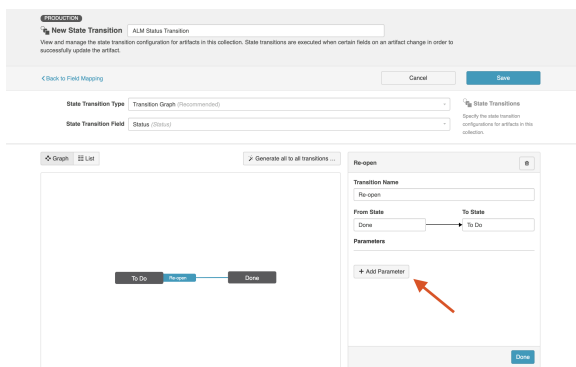 PRODUCTION
New State Transition ALM Status Transition
View and manage the state transition configuration for artifacts in this collection. State transitions are executed when certain fields on an artifact change in order to
successfully update the artifact.
Back to Field Mapping Cancel Save
State Transition Type Transition Graph (Recommended)
State Transitions
Specify the state transition
configurations for artifacts in this
collection.
State Transition Field Status (Status)
Graph List Generate all to all transitions ...
Re-open
Transition Name
Re-open
From State To State
Done To Do
Parameters
+ Add Parameter
To Do Re-open Done
Done